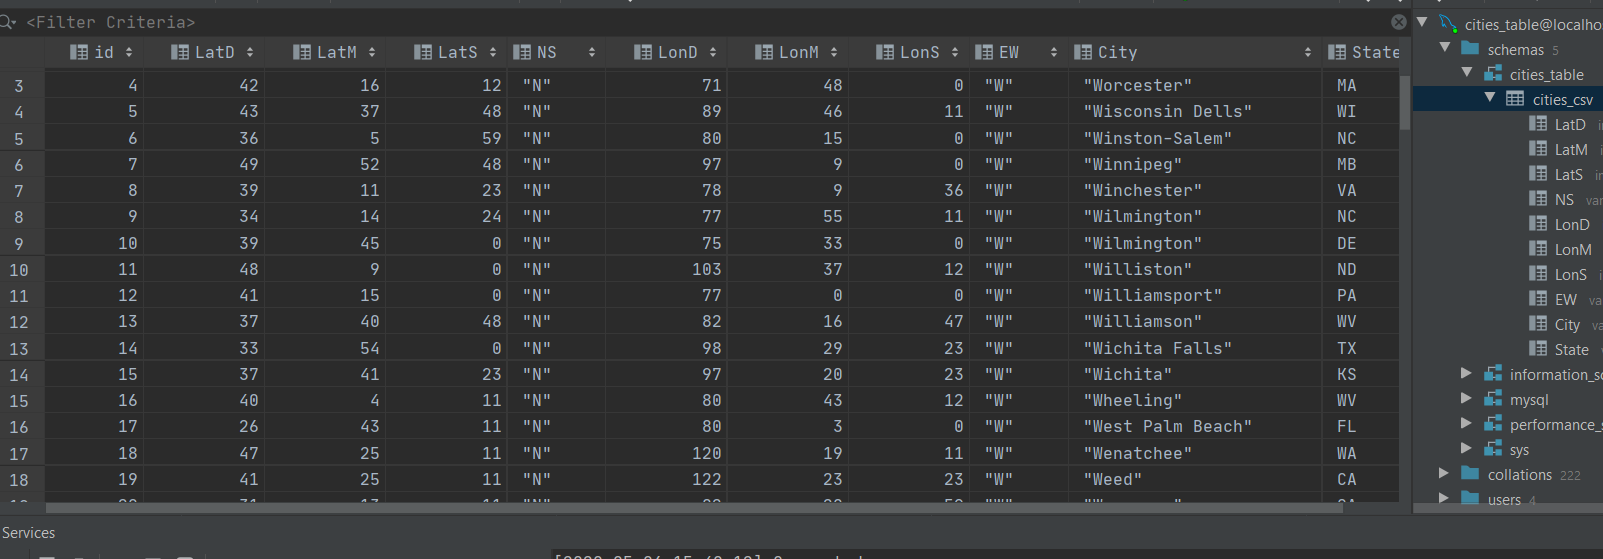 <Filter Criteria>
id LatD LatM LatS NS LonD LonM LonS EW City State
3 4 42 16 12 "N" 71 48 0 "W" "Worcester" MA
4 5 43 37 48 "N" 89 46 11 "W" "Wisconsin Dells" WI
5 6 36 5 59 "N" 80 15 0 "W" "Winston-Salem" NC
6 7 49 52 48 "N" 97 9 0 "W" "Winnipeg" MB
7 8 39 11 23 "N" 78 9 36 "W" "Winchester" VA
8 9 34 14 24 "N" 77 55 11 "W" "Wilmington" NC
9 10 39 45 0 "N" 75 33 0 "W" "Wilmington" DE
10 11 48 9 0 "N" 103 37 12 "W" "Williston" ND
11 12 41 15 0 "N" 77 0 0 "W" "Williamsport" PA
12 13 37 40 48 "N" 82 16 47 "W" "Williamson" WV
13 14 33 54 0 "N" 98 29 23 "W" "Wichita Falls" TX
14 15 37 41 23 "N" 97 20 23 "W" "Wichita" KS
15 16 40 4 11 "N" 80 43 12 "W" "Wheeling" WV
16 17 26 43 11 "N" 80 3 0 "W" "West Palm Beach" FL
17 18 47 25 11 "N" 120 19 11 "W" "Wenatchee" WA
18 19 41 25 11 "N" 122 23 23 "W" "Weed" CA
Services
cities_table@localho
schemas 5
cities_table
cities_csv
LatD in
LatM i
LatS in
NS var
LonD i
LonM
LonS i
EW va
City va
State v
information_s
mysql
performance_s
sys
collations 222
users 4